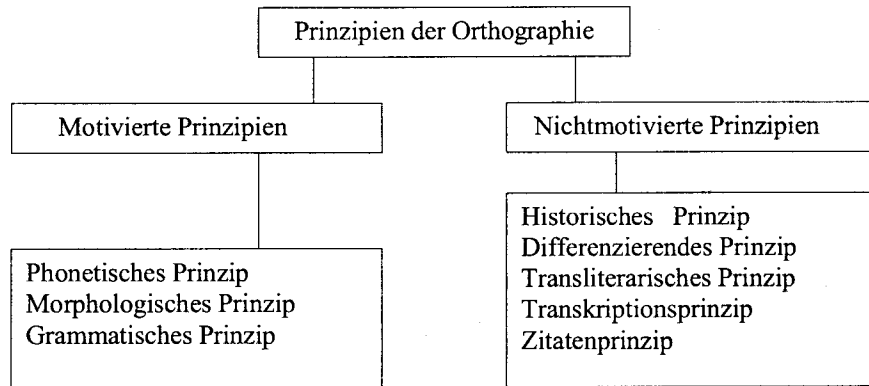 Prinzipien der Orthographie
Motivierte Prinzipien
Nichtmotivierte Prinzipien
Phonetisches Prinzip
Morphologisches Prinzip
Grammatisches Prinzip
Historisches Prinzip
Differenzierendes Prinzip
Transliterarisches Prinzip
Transkriptionsprinzip
Zitatenprinzip